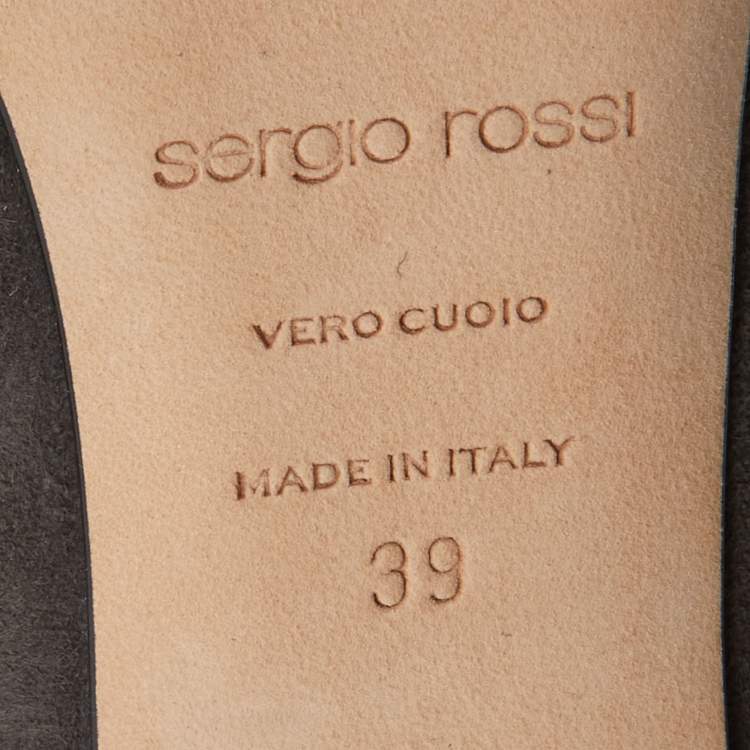 sergio rossi
VERO CUOIO
MADE IN ITALY
39